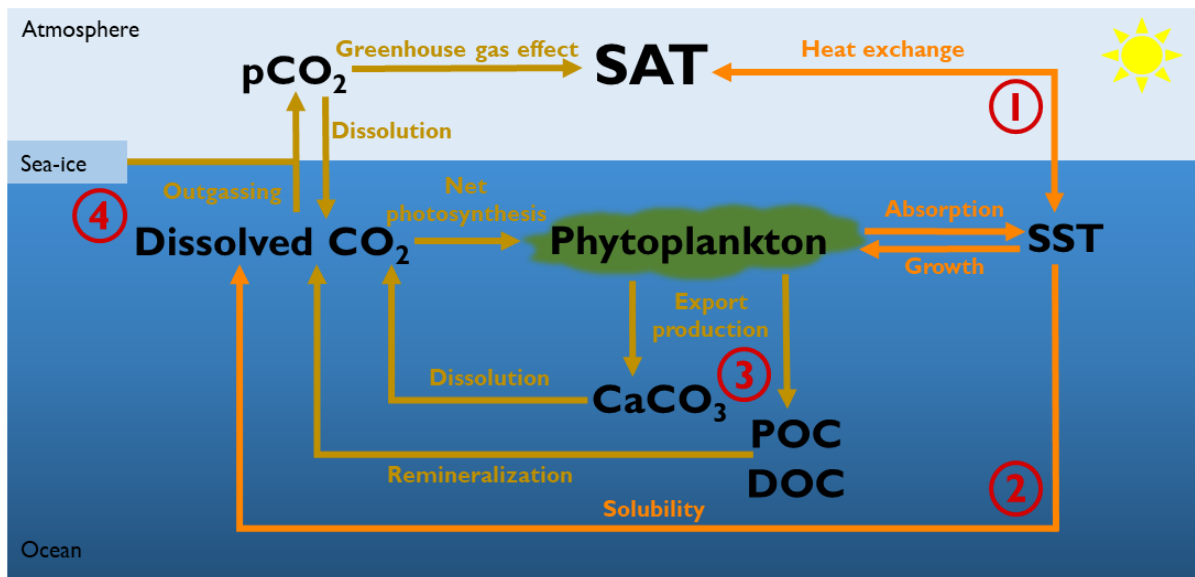 Atmosphere
Greenhouse gas effect
SAT
Heat exchange
pCO₂
1
Dissolution
Sea-ice
Outgassing
Net
photosynthesis
4
Absorption
Dissolved CO₂
Phytoplankton
SST
Growth
Export
production
3
Dissolution
CaCO₃
POC
Remineralization
DOC
2
Solubility
Ocean